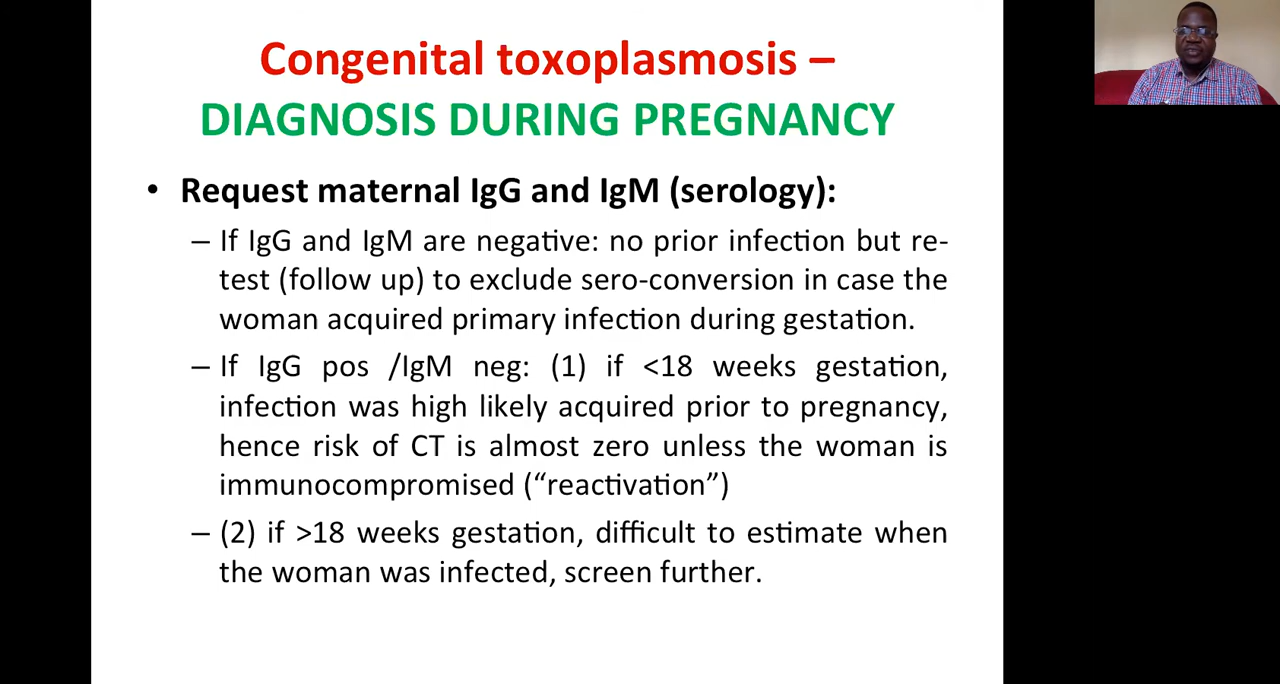 Congenital toxoplasmosis –
DIAGNOSIS DURING PREGNANCY
• Request maternal IgG and IgM (serology):
– If IgG and IgM are negative: no prior infection but re-
test (follow up) to exclude sero-conversion in case the
woman acquired primary infection during gestation.
– If IgG pos /IgM neg: (1) if <18 weeks gestation,
infection was high likely acquired prior to pregnancy,
hence risk of CT is almost zero unless the woman is
immunocompromised (“reactivation”)
– (2) if >18 weeks gestation, difficult to estimate when
the woman was infected, screen further.